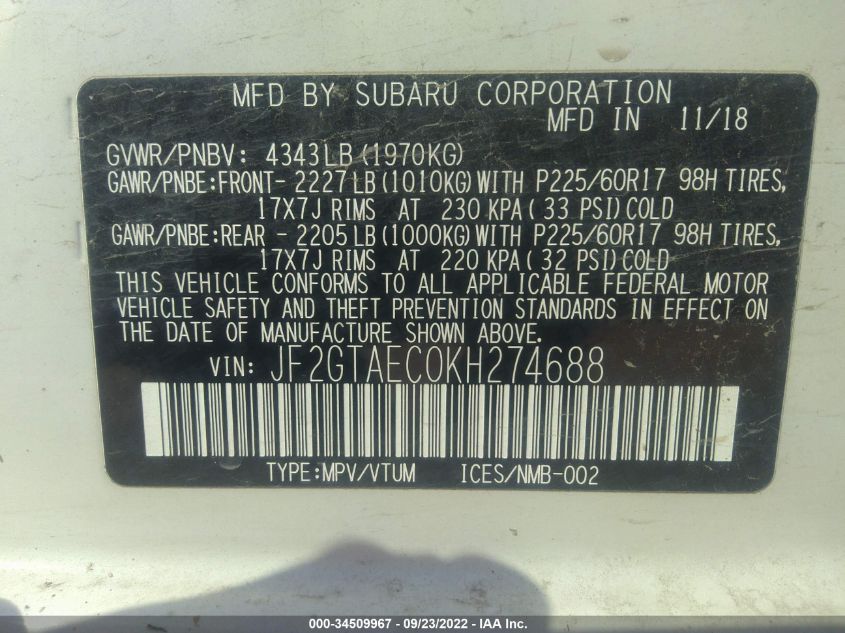 MFD BY SUBARU CORPORATION
MFD IN 11/18
GVWR/PNBV: 4343LB(1970KG)
GAWR/PNBE:FRONT- 2227LB(1010KG)WITH P225/60R17 98H TIRES,
17X7J RIMS AT 230 KPA(33 PSI)COLD
GAWR/PNBE:REAR - 2205LB(1000KG)WITH P225/60R17 98H TIRES,
17X7J RIMS AT 220 KPA(32 PSI)COLD
THIS VEHICLE CONFORMS TO ALL APPLICABLE FEDERAL MOTOR
VEHICLE SAFETY AND THEFT PREVENTION STANDARDS IN EFFECT ON
THE DATE OF MANUFACTURE SHOWN ABOVE.
VIN: JF2GTAEC0KH274688
TYPE:MPV/VTUM ICES/NMB-002
000-34509967 - 09/23/2022 - IAA Inc.